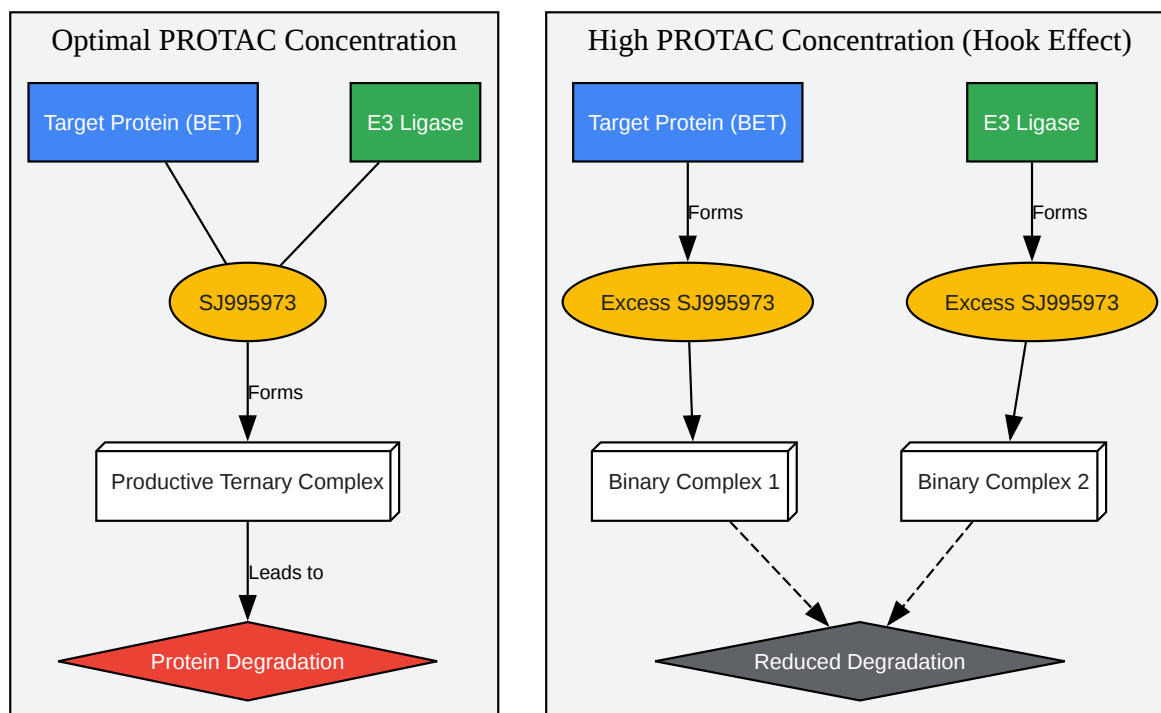 Optimal PROTAC Concentration
Target Protein (BET)
E3 Ligase
SJ995973
Forms
Productive Ternary Complex
Leads to
Protein Degradation
High PROTAC Concentration (Hook Effect)
Target Protein (BET)
E3 Ligase
Forms
Forms
Excess SJ995973
Excess SJ995973
Binary Complex 1
Binary Complex 2
Reduced Degradation